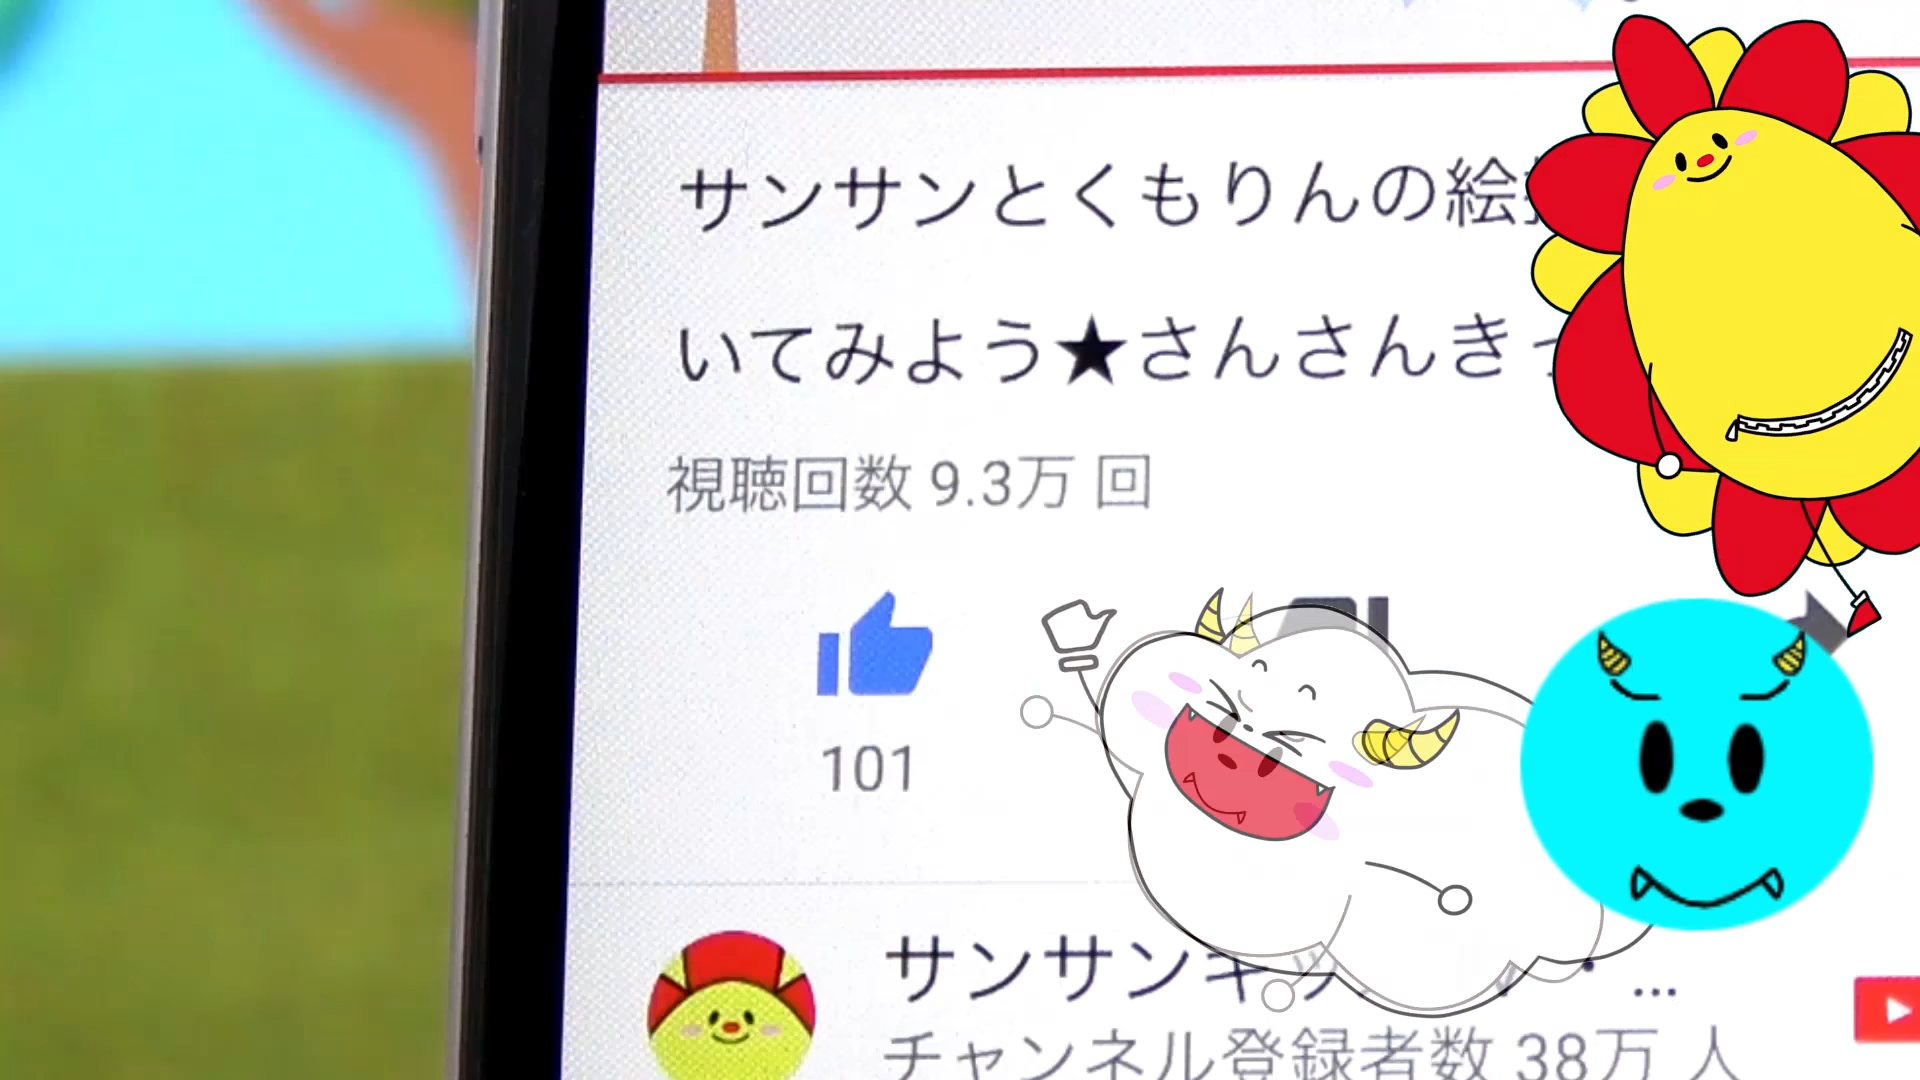 サンサンとくもりんの絵
いてみよう★さんさんきっ
視聴回数 9.3万 回
101
サンサンキッ...
チャンネル登録者数 38万 人